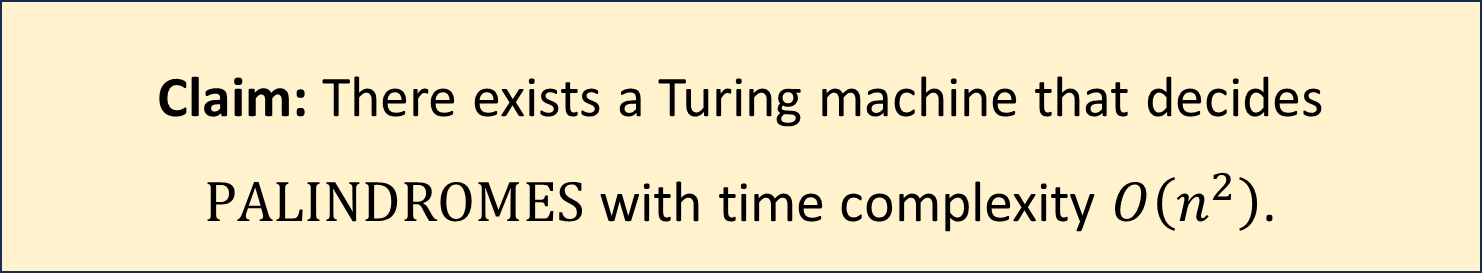 Claim: There exists a Turing machine that decides
PALINDROMES with time complexity 𝑂(𝑛²).